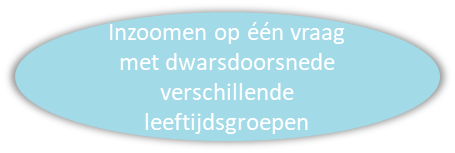 Inzoomen op één vraag
met dwarsdoorsnede
verschillende
leeftijdsgroepen